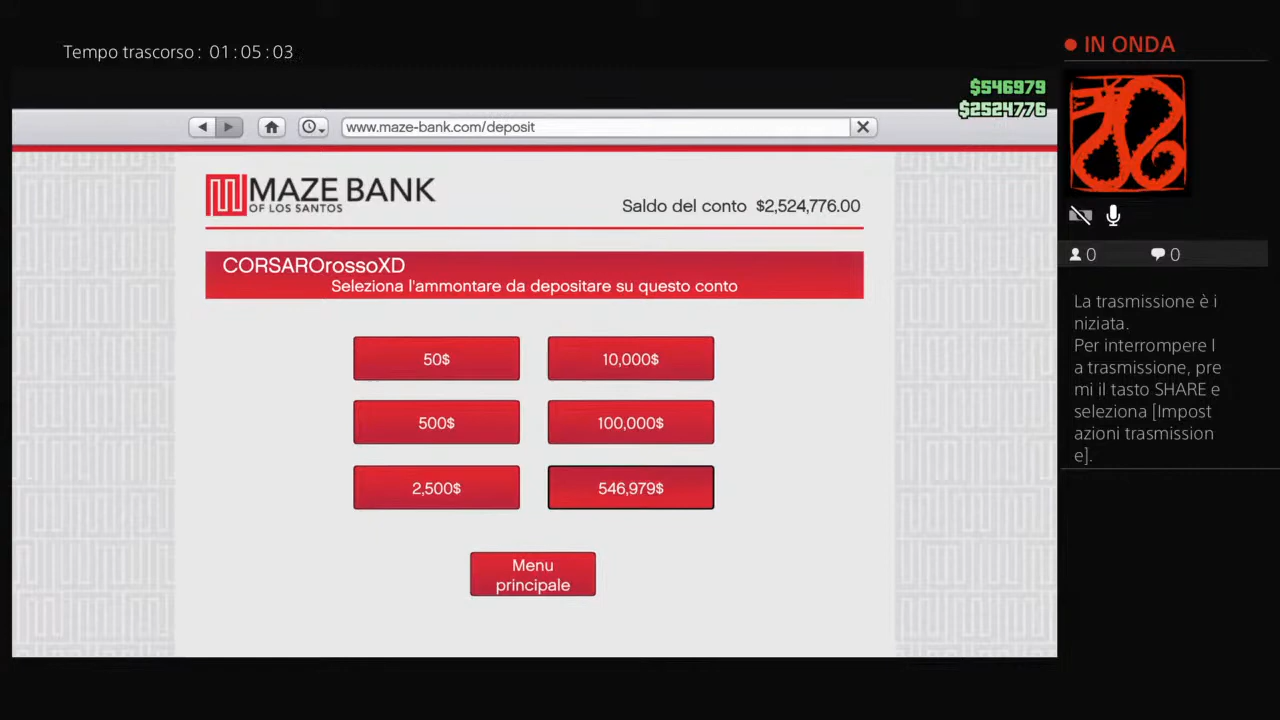 Tempo trascorso: 01:05:03
IN ONDA
$546979
$2524776
www.maze-bank.com/deposit
MAZE BANK
OF LOS SANTOS
Saldo del conto $2,524,776.00
CORSAROrossoXD
Seleziona l'ammontare da depositare su questo conto
50$
10,000$
500$
100,000$
2,500$
546,979$
Menu
principale
0
0
La trasmissione è i
niziata.
Per interrompere l
a trasmissione, pre
mi il tasto SHARE e
seleziona [Impost
azioni trasmission
e].